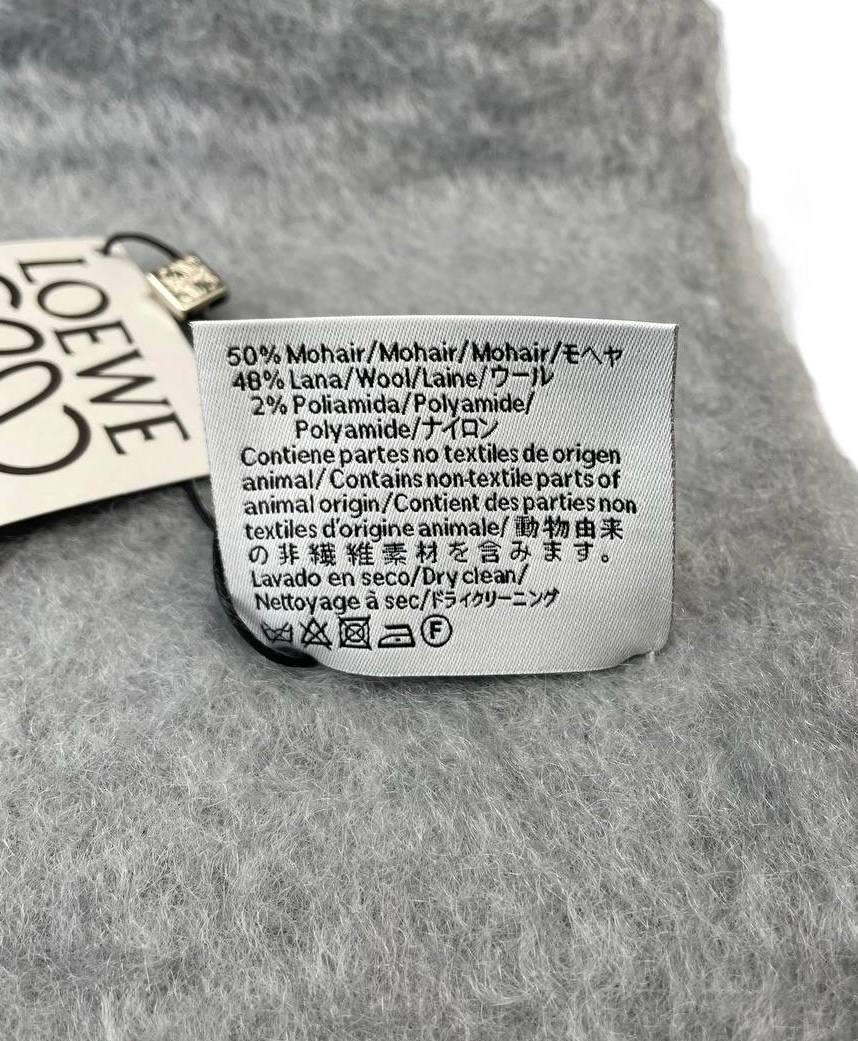 LOEWE
50% Mohair/Mohair/Mohair/モヘヤ
48% Lana/Wool/Laine/ウール
2% Poliamida/Polyamide/
Polyamide/ナイロン
Contiene partes no textiles de origen
animal/Contains non-textile parts of
animal origin/Contient des parties non
textiles d'origine animale/動物由来
の非繊維素材を含みます。
Lavado en seco/Dry clean/
Nettoyage à sec/ドライクリーニング
F